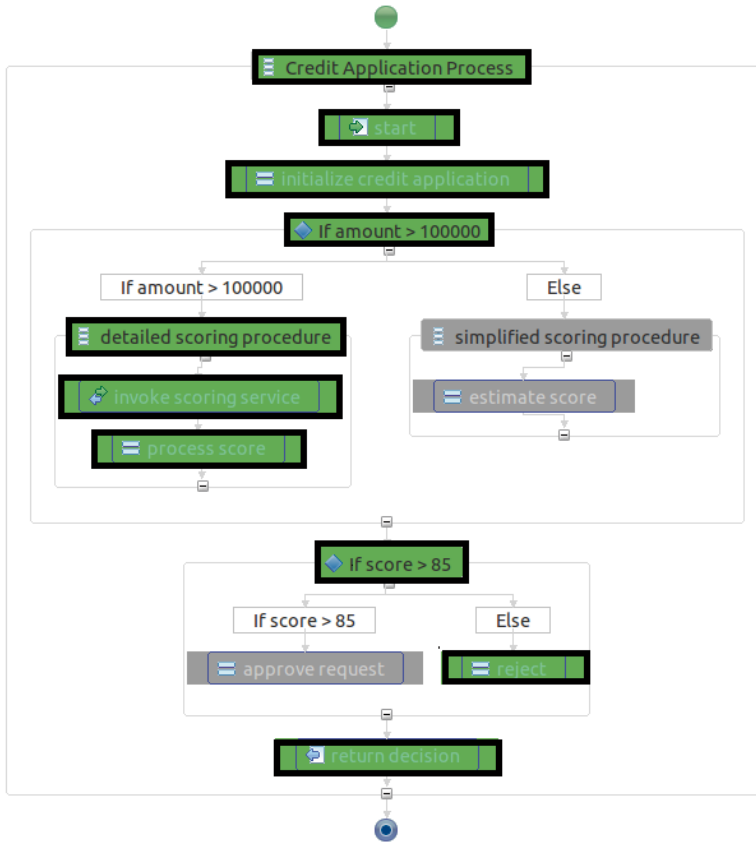 Credit Application Process
start
initialize credit application
If amount > 100000
If amount > 100000
Else
detailed scoring procedure
simplified scoring procedure
invoke scoring service
estimate score
process score
If score > 85
If score > 85
Else
approve request
reject
return decision